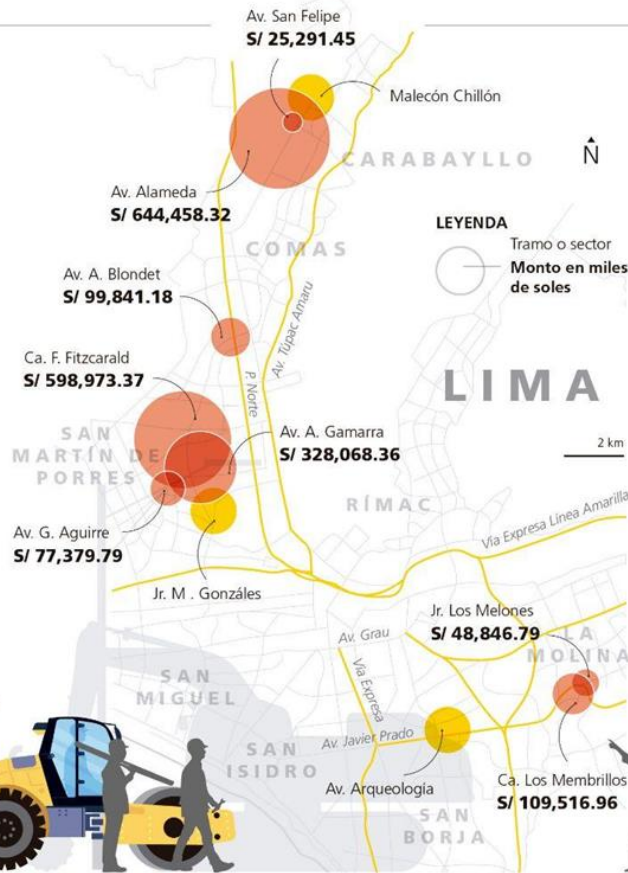 Av. San Felipe
S/ 25,291.45
Malecón Chillón
CARABAYLLO
N
Av. Alameda
S/ 644,458.32
LEYENDA
Tramo o sector
Monto en miles
de soles
COMAS
Av. A. Blondet
S/ 99,841.18
Av. Túpac Amaru
Ca. F. Fitzcarald
S/ 598,973.37
P. Norte
LIMA
SAN
MARTÍN DE
PORRES
Av. A. Gamarra
S/ 328,068.36
2 km
RÍMAC
Vía Expresa Línea Amarilla
Av. G. Aguirre
S/ 77,379.79
Jr. M . Gonzáles
Jr. Los Melones
S/ 48,846.79
Av. Grau
LA
MOLINA
Vía Expresa
SAN
MIGUEL
Av. Javier Prado
SAN
ISIDRO
Av. Arqueología
Ca. Los Membrillos
S/ 109,516.96
SAN
BORJA